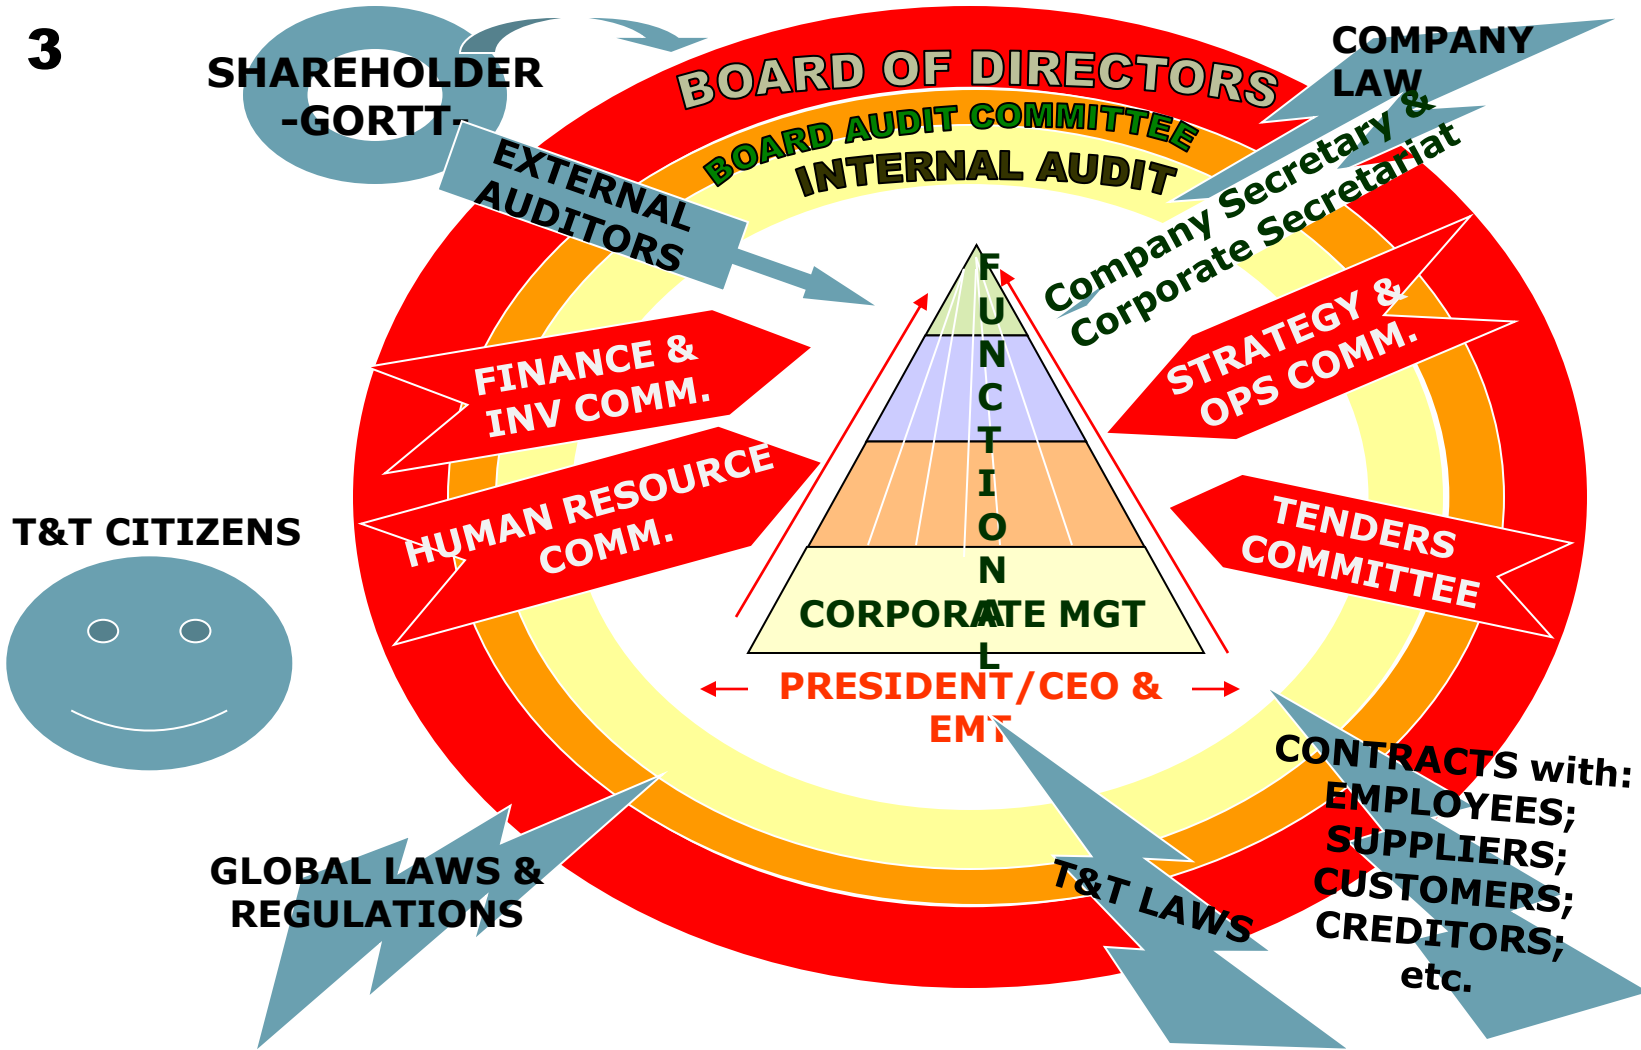 3
SHAREHOLDER
-GORTT-
BOARD OF DIRECTORS
BOARD AUDIT COMMITTEE
INTERNAL AUDIT
COMPANY
LAW
Company Secretary &
Corporate Secretariat
EXTERNAL
AUDITORS
FINANCE &
INV COMM.
STRATEGY &
OPS COMM.
HUMAN RESOURCE
COMM.
TENDERS
COMMITTEE
T&T CITIZENS
FUNCTIONAL
CORPORATE MGT
PRESIDENT/CEO &
EMT
GLOBAL LAWS &
REGULATIONS
T&T LAWS
CONTRACTS with:
EMPLOYEES;
SUPPLIERS;
CUSTOMERS;
CREDITORS;
etc.